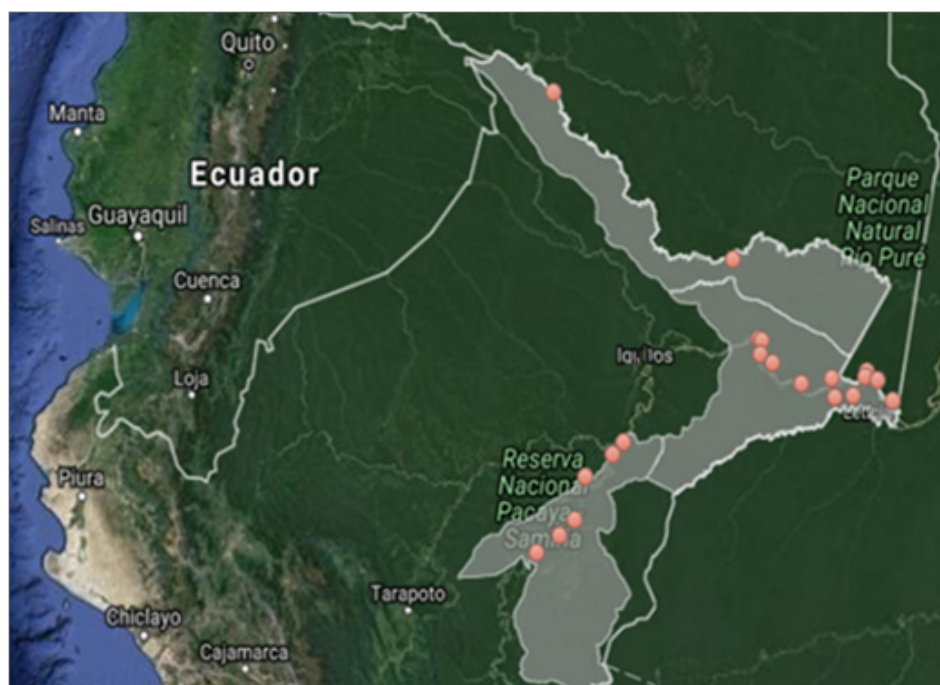 Quito
Manta
Ecuador
Parque
Nacional
Natural
Río Puré
Guayaquil
Salinas
Cuenca
Iquitos
Loja
Reserva
Nacional
Pacaya
Samiria
Piura
Tarapoto
Chiclayo
Cajamarca